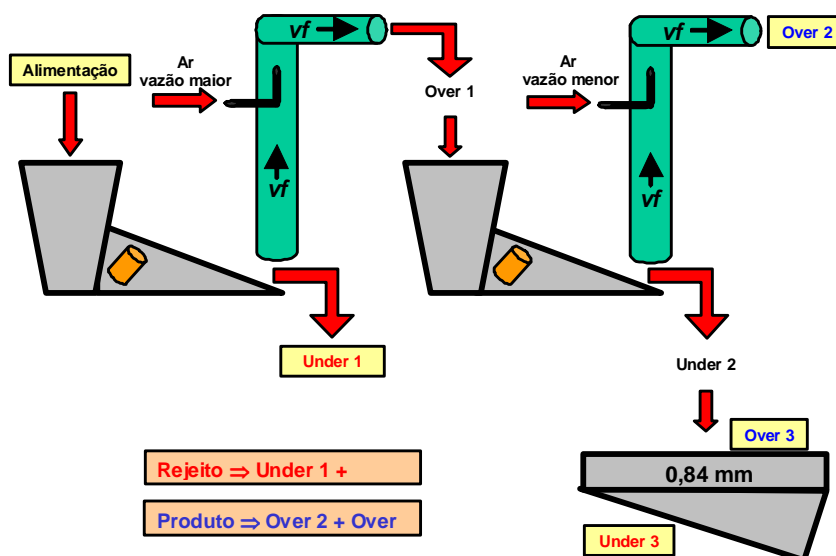 Alimentação
Ar
vazão maior
vf
vf
Over 1
Under 1
Ar
vazão menor
vf
vf
Over 2
Under 2
Over 3
0,84 mm
Under 3
Rejeito ⇒ Under 1 +
Produto ⇒ Over 2 + Over